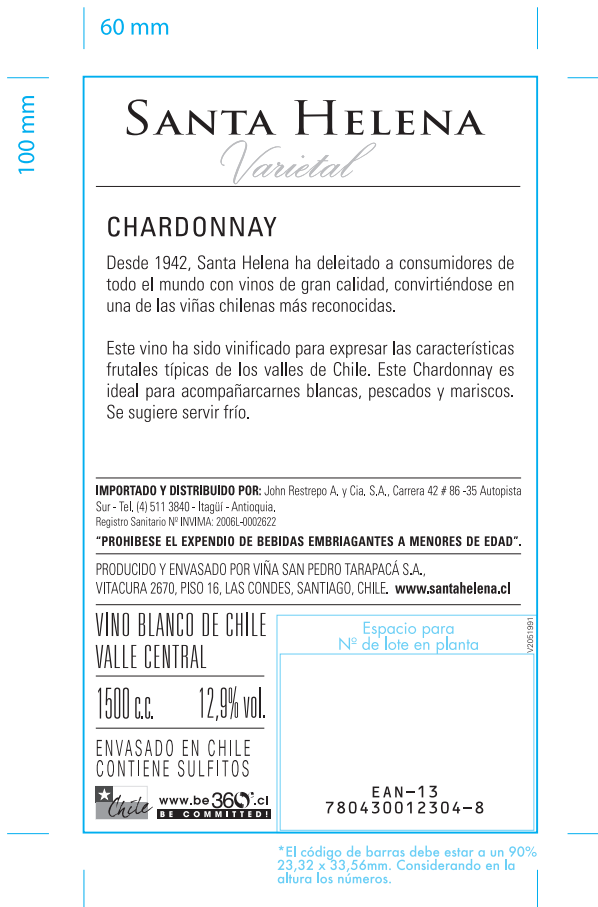 60 mm
100 mm
SANTA HELENA
Varietal
CHARDONNAY
Desde 1942, Santa Helena ha deleitado a consumidores de
todo el mundo con vinos de gran calidad, convirtiéndose en
una de las viñas chilenas más reconocidas.
Este vino ha sido vinificado para expresar las características
frutales típicas de los valles de Chile. Este Chardonnay es
ideal para acompañarcarnes blancas, pescados y mariscos.
Se sugiere servir frío.
IMPORTADO Y DISTRIBUIDO POR: John Restrepo A. y Cia. S.A., Carrera 42 # 86 -35 Autopista
Sur - Tel. (4) 511 3840 - Itagüí - Antioquia.
Registro Sanitario Nº INVIMA: 2006L-0002622
“PROHIBESE EL EXPENDIO DE BEBIDAS EMBRIAGANTES A MENORES DE EDAD”.
PRODUCIDO Y ENVASADO POR VIÑA SAN PEDRO TARAPACÁ S.A.,
VITACURA 2670, PISO 16, LAS CONDES, SANTIAGO, CHILE. www.santahelena.cl
VINO BLANCO DE CHILE
VALLE CENTRAL
1500 c.c. 12,9% vol.
ENVASADO EN CHILE
CONTIENE SULFITOS
Chile
www.be360°.cl
BE COMMITTED!
Espacio para
Nº de lote en planta
V2051991
EAN-13
780430012304-8
*El código de barras debe estar a un 90%
23,32 x 33,56mm. Considerando en la
altura los números.